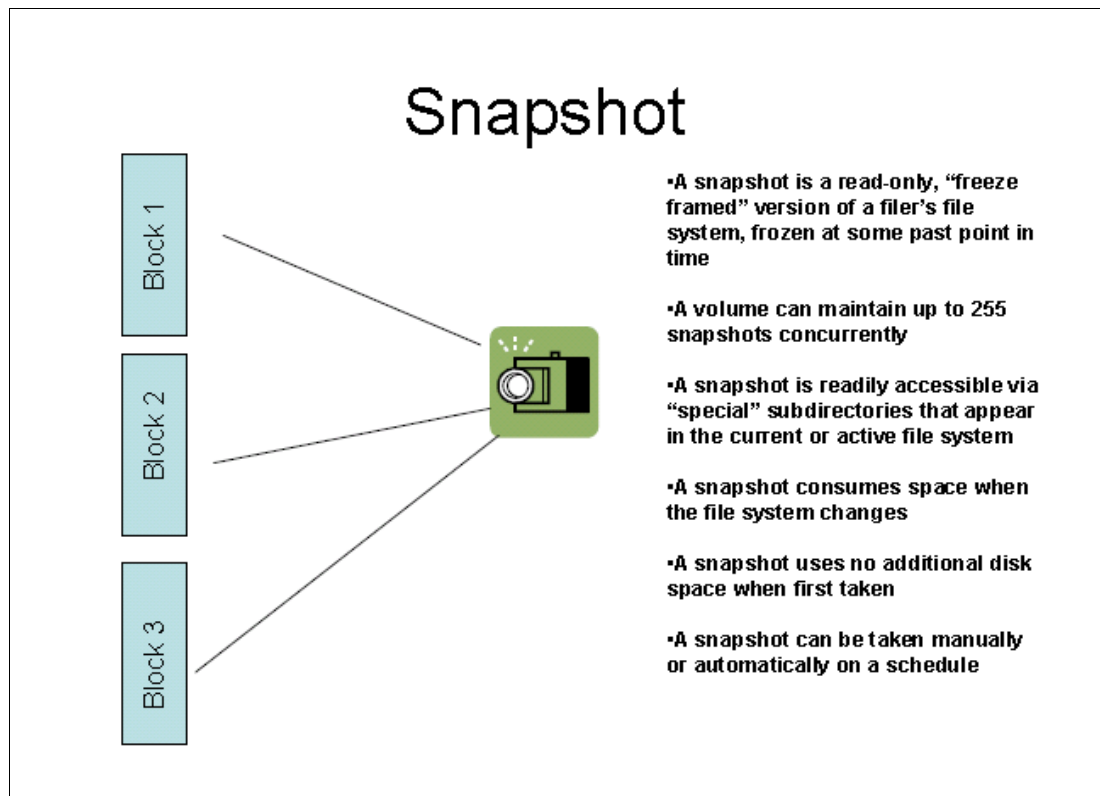 Snapshot
Block 1
Block 2
Block 3
▪A snapshot is a read-only, “freeze
framed” version of a filer’s file
system, frozen at some past point in
time
▪A volume can maintain up to 255
snapshots concurrently
▪A snapshot is readily accessible via
“special” subdirectories that appear
in the current or active file system
▪A snapshot consumes space when
the file system changes
▪A snapshot uses no additional disk
space when first taken
▪A snapshot can be taken manually
or automatically on a schedule